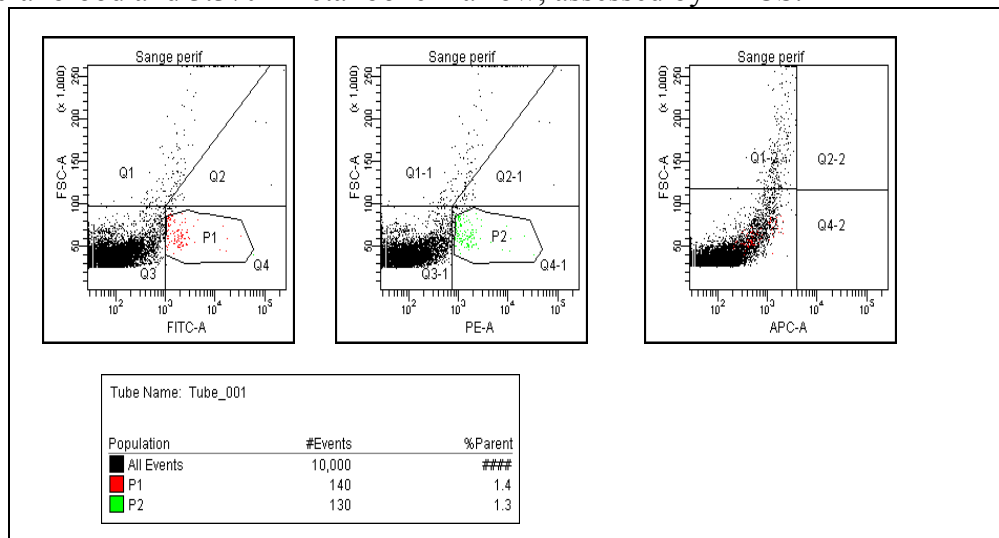 Sange perif
(x 1,000)
FSC-A
250
200
150
100
50
Q1
Q2
Q3
Q4
P1
10² 10³ 10⁴ 10⁵
FITC-A
Sange perif
(x 1,000)
FSC-A
250
200
150
100
50
Q1-1
Q2-1
Q3-1
Q4-1
P2
10² 10³ 10⁴ 10⁵
PE-A
Sange perif
(x 1,000)
FSC-A
250
200
150
100
50
Q2-2
Q4-2
10² 10³ 10⁴ 10⁵
APC-A
Tube Name: Tube_001
Population #Events %Parent
All Events 10,000 ####
P1 140 1.4
P2 130 1.3